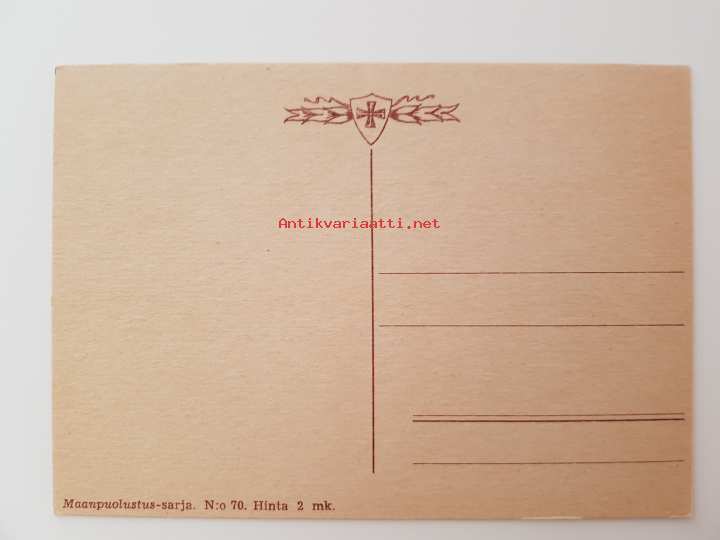 Antikvariaatti.net
Maanpuolustus-sarja. N:o 70. Hinta 2 mk.